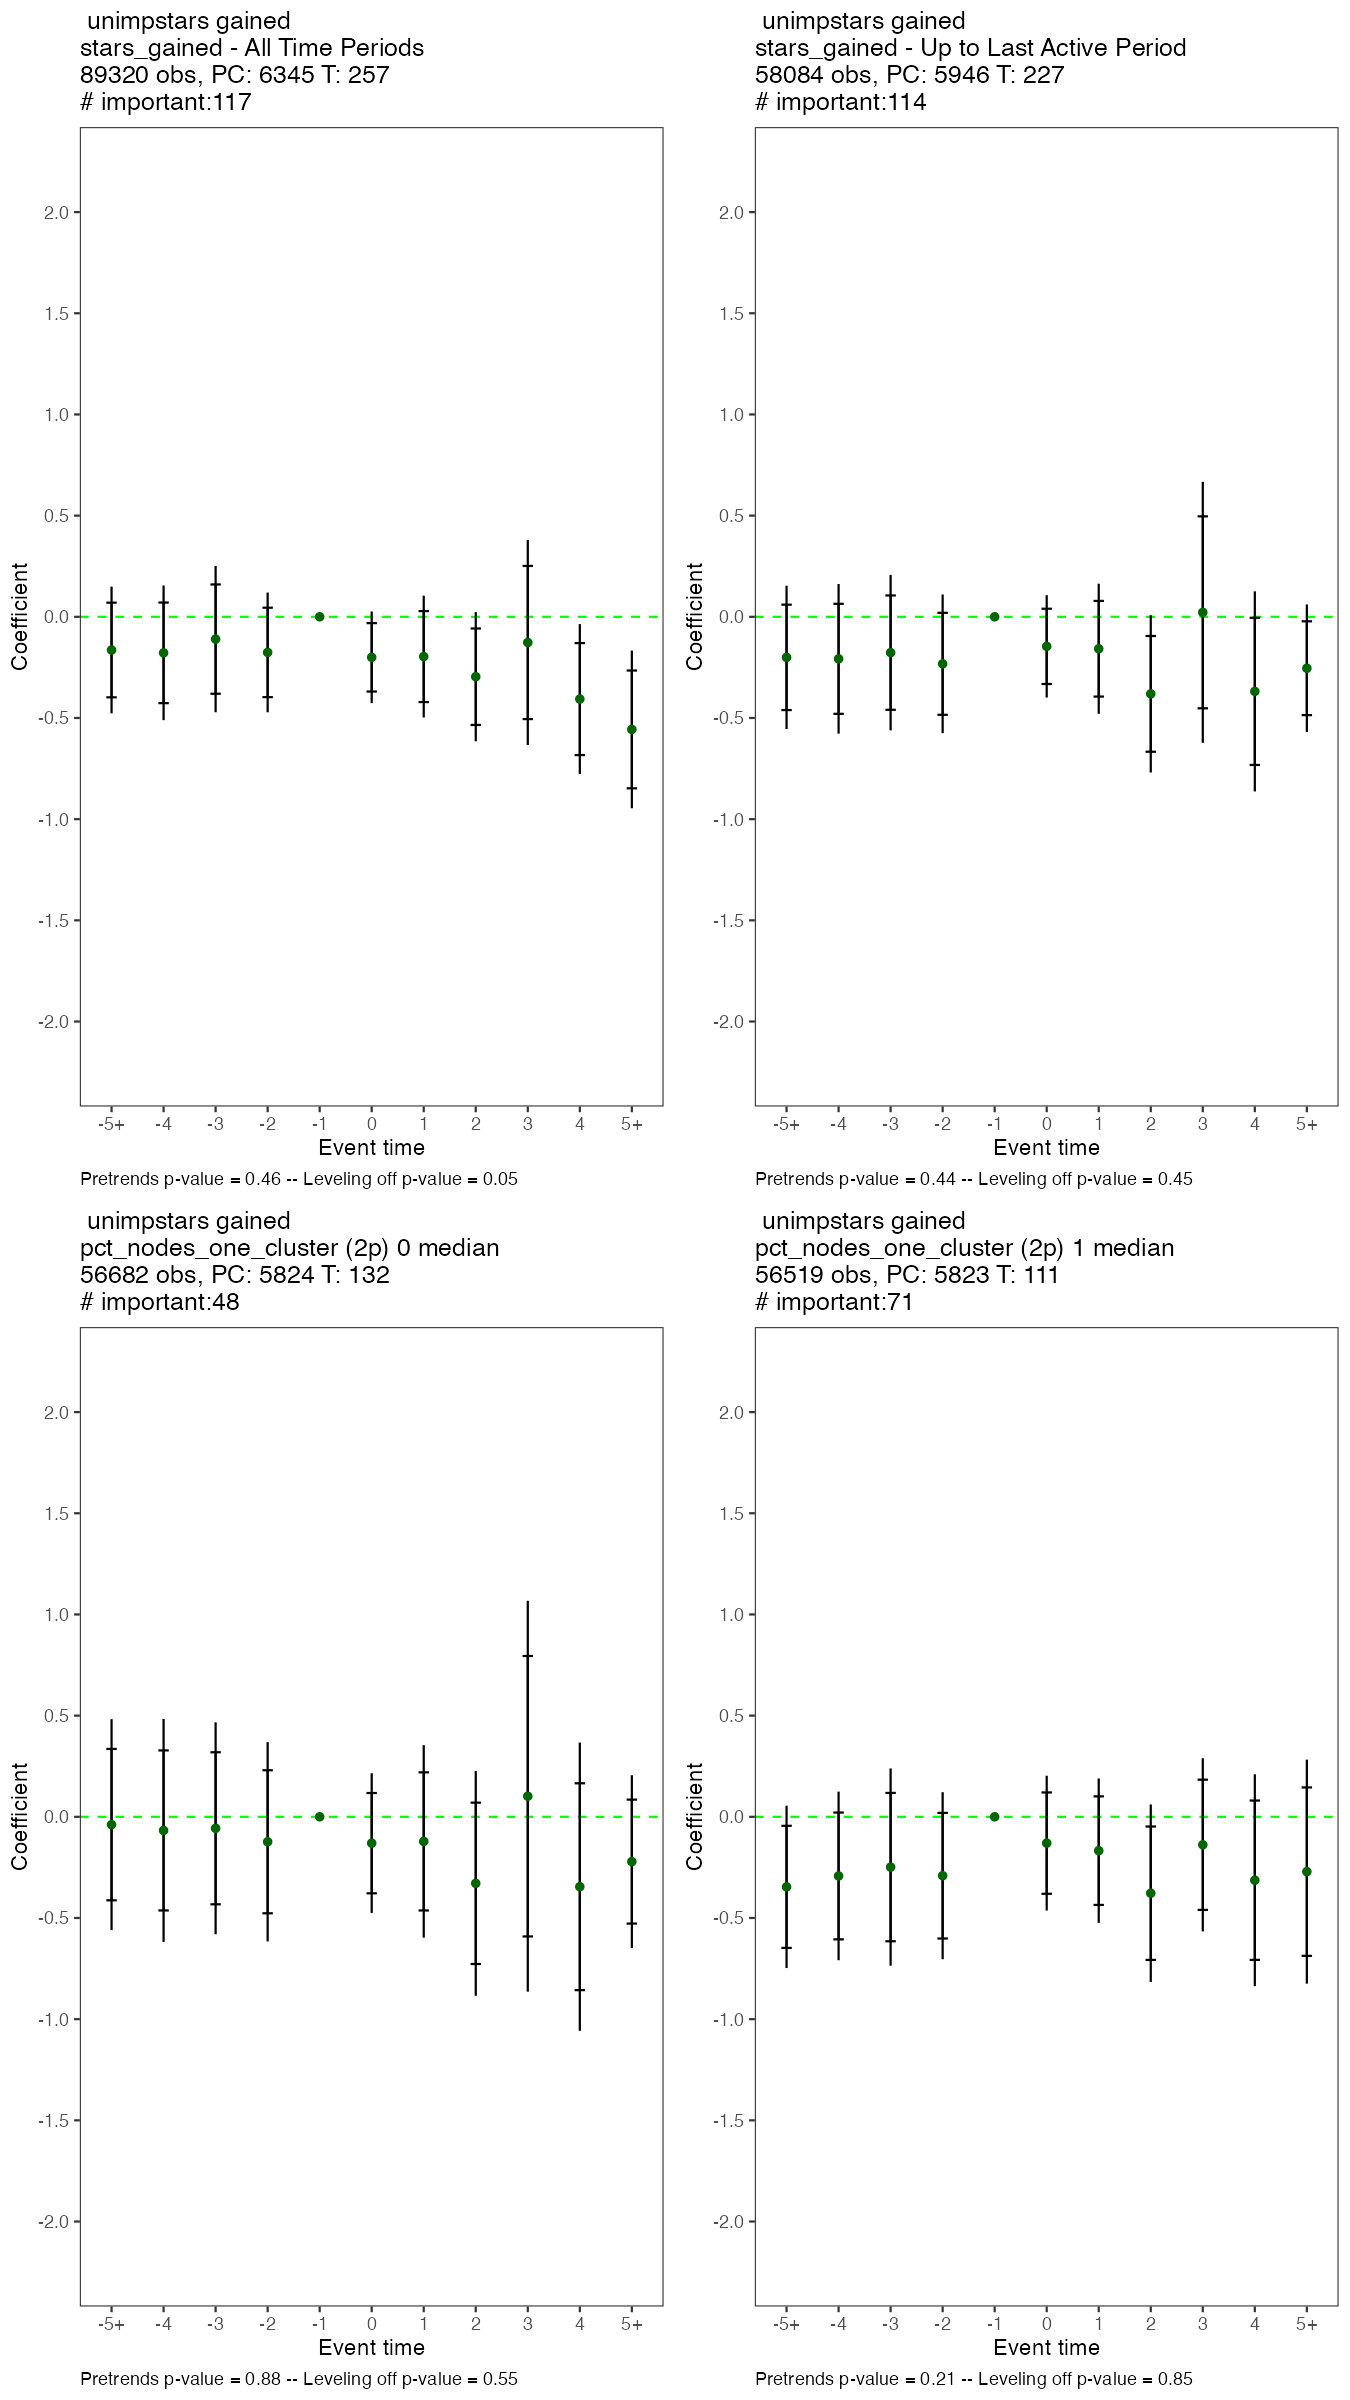 unimpstars gained
stars_gained - All Time Periods
89320 obs, PC: 6345 T: 257
# important:117
2.0
1.5
1.0
0.5
0.0
-0.5
-1.0
-1.5
-2.0
Coefficient
-5+ -4 -3 -2 -1 0 1 2 3 4 5+
Event time
Pretrends p-value = 0.46 -- Leveling off p-value = 0.05
unimpstars gained
stars_gained - Up to Last Active Period
58084 obs, PC: 5946 T: 227
# important:114
2.0
1.5
1.0
0.5
0.0
-0.5
-1.0
-1.5
-2.0
Coefficient
-5+ -4 -3 -2 -1 0 1 2 3 4 5+
Event time
Pretrends p-value = 0.44 -- Leveling off p-value = 0.45
unimpstars gained
pct_nodes_one_cluster (2p) 0 median
56682 obs, PC: 5824 T: 132
# important:48
2.0
1.5
1.0
0.5
0.0
-0.5
-1.0
-1.5
-2.0
Coefficient
-5+ -4 -3 -2 -1 0 1 2 3 4 5+
Event time
Pretrends p-value = 0.88 -- Leveling off p-value = 0.55
unimpstars gained
pct_nodes_one_cluster (2p) 1 median
56519 obs, PC: 5823 T: 111
# important:71
2.0
1.5
1.0
0.5
0.0
-0.5
-1.0
-1.5
-2.0
Coefficient
-5+ -4 -3 -2 -1 0 1 2 3 4 5+
Event time
Pretrends p-value = 0.21 -- Leveling off p-value = 0.85